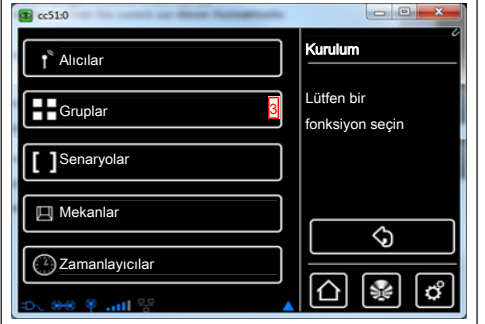 cc51:0
Alıcılar
Gruplar
3
Senaryolar
Mekanlar
Zamanlayıcılar
Kurulum
Lütfen bir
fonksiyon seçin